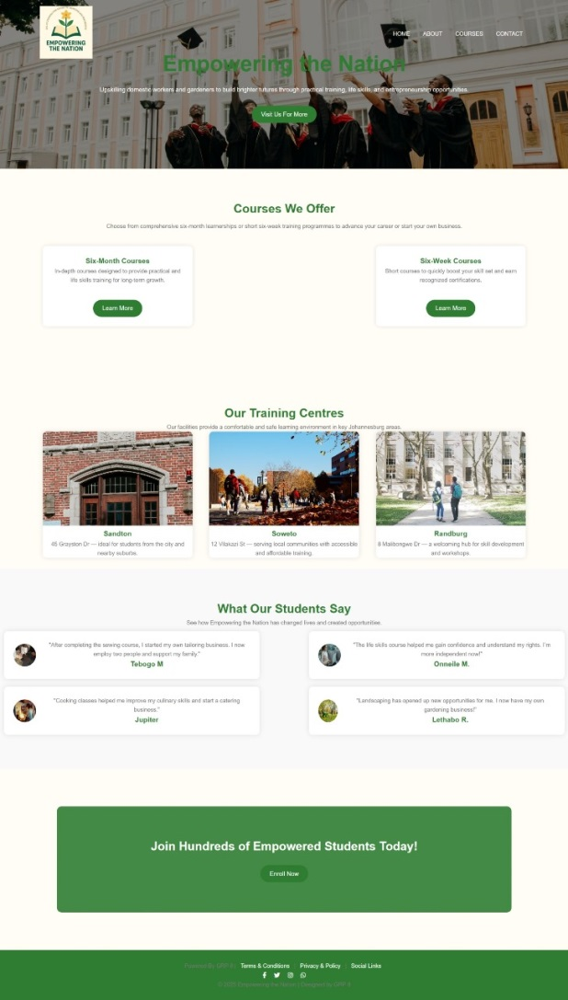 EMPOWERING
THE NATION
HOME ABOUT COURSES CONTACT
Empowering the Nation
Upskilling domestic workers and gardeners to build brighter futures through practical training, life skills, and entrepreneurship opportunities.
Visit Us For More
Courses We Offer
Choose from comprehensive six-month learnerships or short six-week training programmes to advance your career or start your own business.
Six-Month Courses
In-depth courses designed to provide practical and
life skills training for long-term growth.
Learn More
Six-Week Courses
Short courses to quickly boost your skill set and earn
recognized certifications.
Learn More
Our Training Centres
Our facilities provide a comfortable and safe learning environment in key Johannesburg areas.
Sandton
45 Grayston Dr — ideal for students from the city and
nearby suburbs.
Soweto
12 Vilakazi St — serving local communities with accessible
and affordable training.
Randburg
8 Malibongwe Dr — a welcoming hub for skill development
and workshops.
What Our Students Say
See how Empowering the Nation has changed lives and created opportunities.
"After completing the sewing course, I started my own tailoring business. I now
employ two people and support my family."
Tebogo M
"The life skills course helped me gain confidence and understand my rights. I'm
more independent now!"
Onneile M.
"Cooking classes helped me improve my culinary skills and start a catering
business."
Jupiter
"Landscaping has opened up new opportunities for me. I now have my own
gardening business!"
Lethabo R.
Join Hundreds of Empowered Students Today!
Enroll Now
Powered By GRP 8 | Terms & Conditions | Privacy & Policy | Social Links
©2025 Empowering the Nation | Designed by GRP 8